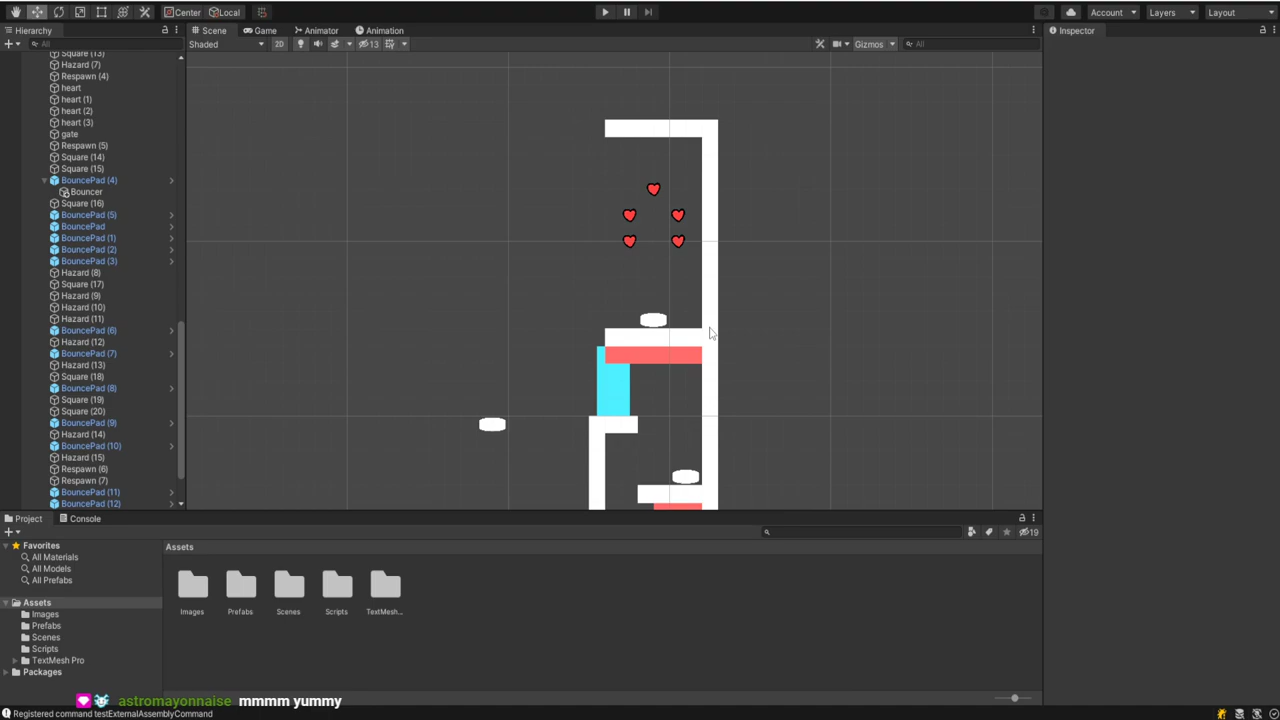 Center
Local
Account
Layers
Layout
Hierarchy
Scene
Game
Animator
Animation
Inspector
All
Shaded
2D
13
Gizmos
All
Square (13)
Hazard (7)
Respawn (4)
heart
heart (1)
heart (2)
heart (3)
gate
Respawn (5)
Square (14)
Square (15)
BouncePad (4)
Bouncer
Square (16)
BouncePad (5)
BouncePad
BouncePad (1)
BouncePad (2)
BouncePad (3)
Hazard (8)
Square (17)
Hazard (9)
Hazard (10)
Hazard (11)
BouncePad (6)
Hazard (12)
BouncePad (7)
Hazard (13)
Square (18)
BouncePad (8)
Square (19)
Square (20)
BouncePad (9)
Hazard (14)
BouncePad (10)
Hazard (15)
Respawn (6)
Respawn (7)
BouncePad (11)
BouncePad (12)
Project
Console
19
Favorites
All Materials
All Models
All Prefabs
Assets
Images
Prefabs
Scenes
Scripts
TextMesh Pro
Packages
Assets
Images
Prefabs
Scenes
Scripts
TextMesh...
astromayonnaise mmmm yummy
Registered command testExternalAssemblyCommand